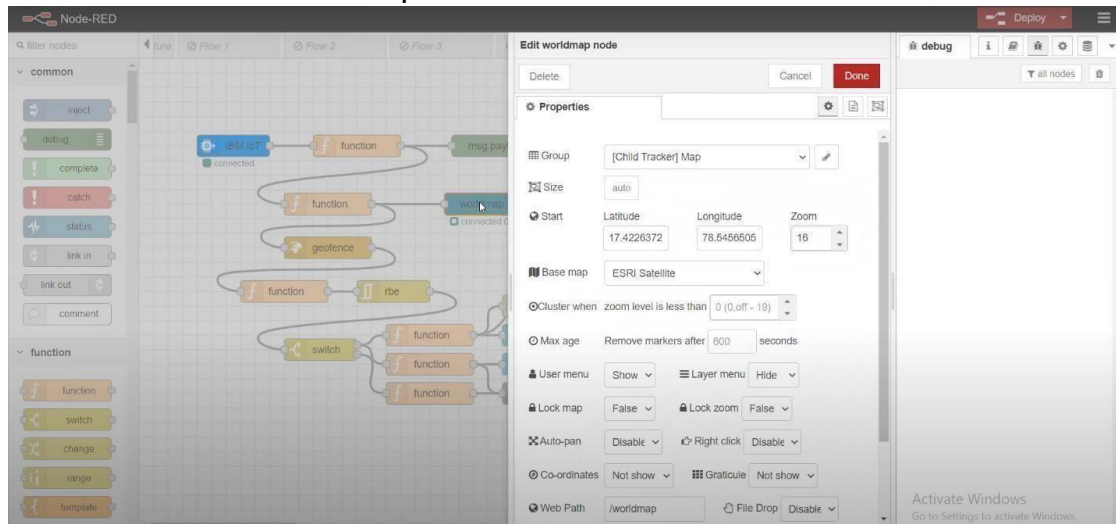 Node-RED
Deploy
filter nodes
Flow 1
Flow 2
Flow 3
Edit worldmap node
debug
i
Delete
Cancel
Done
all nodes
common
Properties
inject
debug
complete
catch
status
link in
link out
comment
function
function
switch
change
range
template
IBM IoT
connected
function
msg.payl
function
worldmap
connected
geofence
function
rbe
switch
function
function
function
Group
[Child Tracker] Map
Size
auto
Start
Latitude
Longitude
Zoom
17.4226372
78.5456505
16
Base map
ESRI Satellite
Cluster when zoom level is less than 0 (0,off - 19)
Max age
Remove markers after 600 seconds
User menu
Show
Layer menu
Hide
Lock map
False
Lock zoom
False
Auto-pan
Disable
Right click
Disable
Co-ordinates
Not show
Graticule
Not show
Web Path
/worldmap
File Drop
Disable
Activate Windows
Go to Settings to activate Windows.